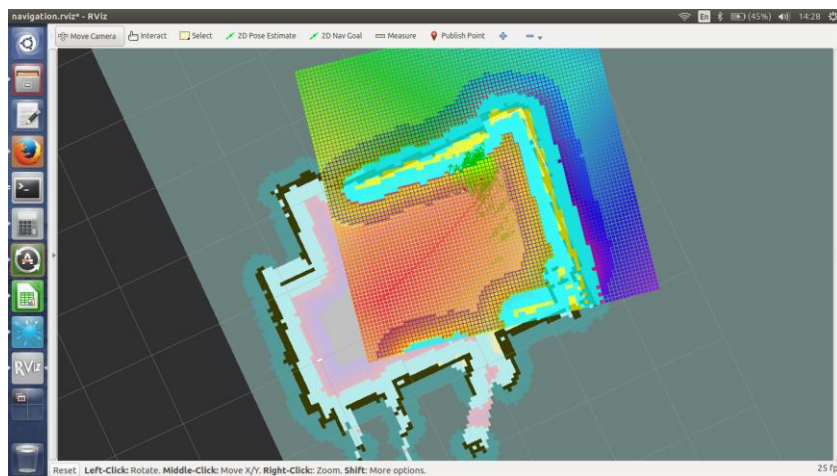 navigation.rviz* - RViz
En (45%) 14:28
Move Camera Interact Select 2D Pose Estimate 2D Nav Goal Measure Publish Point
RViz
Reset Left-Click: Rotate. Middle-Click: Move X/Y. Right-Click:: Zoom. Shift: More options.
25 fp